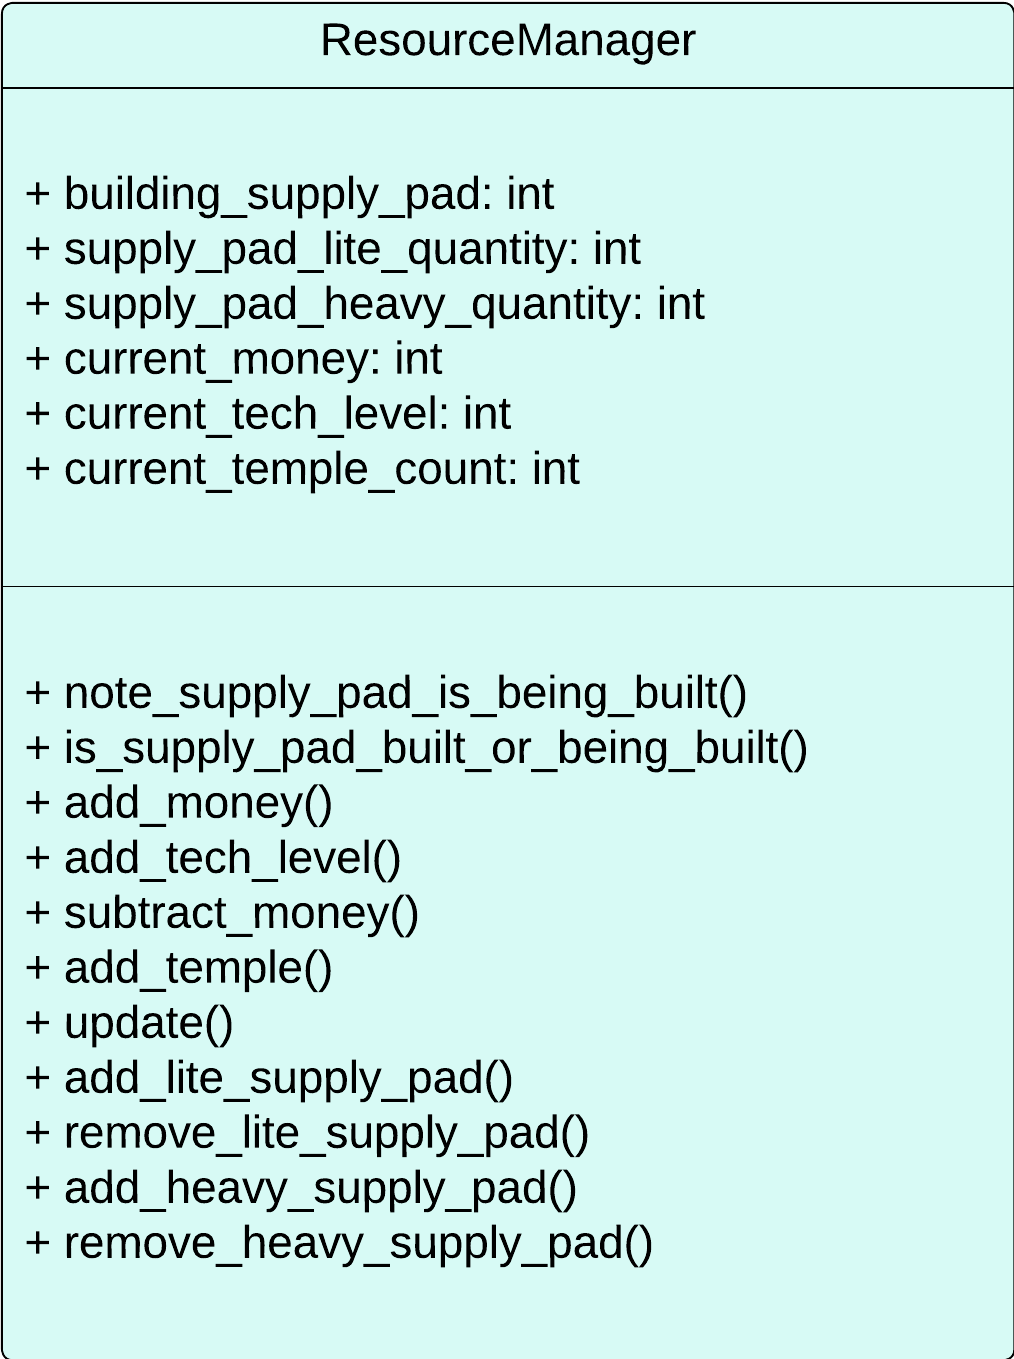 ResourceManager
+ building_supply_pad: int
+ supply_pad_lite_quantity: int
+ supply_pad_heavy_quantity: int
+ current_money: int
+ current_tech_level: int
+ current_temple_count: int
+ note_supply_pad_is_being_built()
+ is_supply_pad_built_or_being_built()
+ add_money()
+ add_tech_level()
+ subtract_money()
+ add_temple()
+ update()
+ add_lite_supply_pad()
+ remove_lite_supply_pad()
+ add_heavy_supply_pad()
+ remove_heavy_supply_pad()